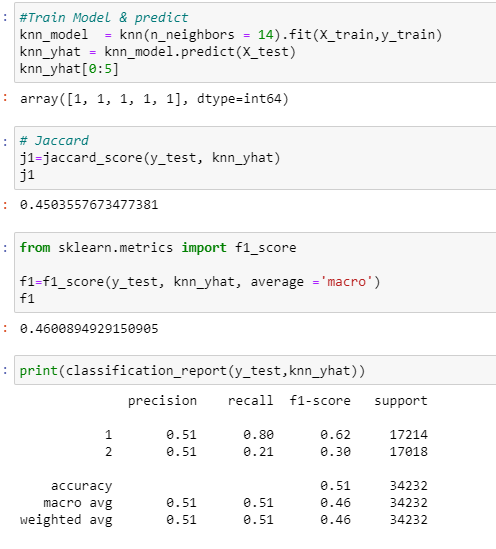 #Train Model & predict
knn_model  = knn(n_neighbors = 14).fit(X_train,y_train)
knn_yhat = knn_model.predict(X_test)
knn_yhat[0:5]
array([1, 1, 1, 1, 1], dtype=int64)
# Jaccard
j1=jaccard_score(y_test, knn_yhat)
j1
0.4503557673477381
from sklearn.metrics import f1_score
f1=f1_score(y_test, knn_yhat, average ='macro')
f1
0.4600894929150905
print(classification_report(y_test,knn_yhat))
precision    recall  f1-score   support
1       0.51      0.80      0.62     17214
2       0.51      0.21      0.30     17018
accuracy                           0.51     34232
macro avg       0.51      0.51      0.46     34232
weighted avg       0.51      0.51      0.46     34232